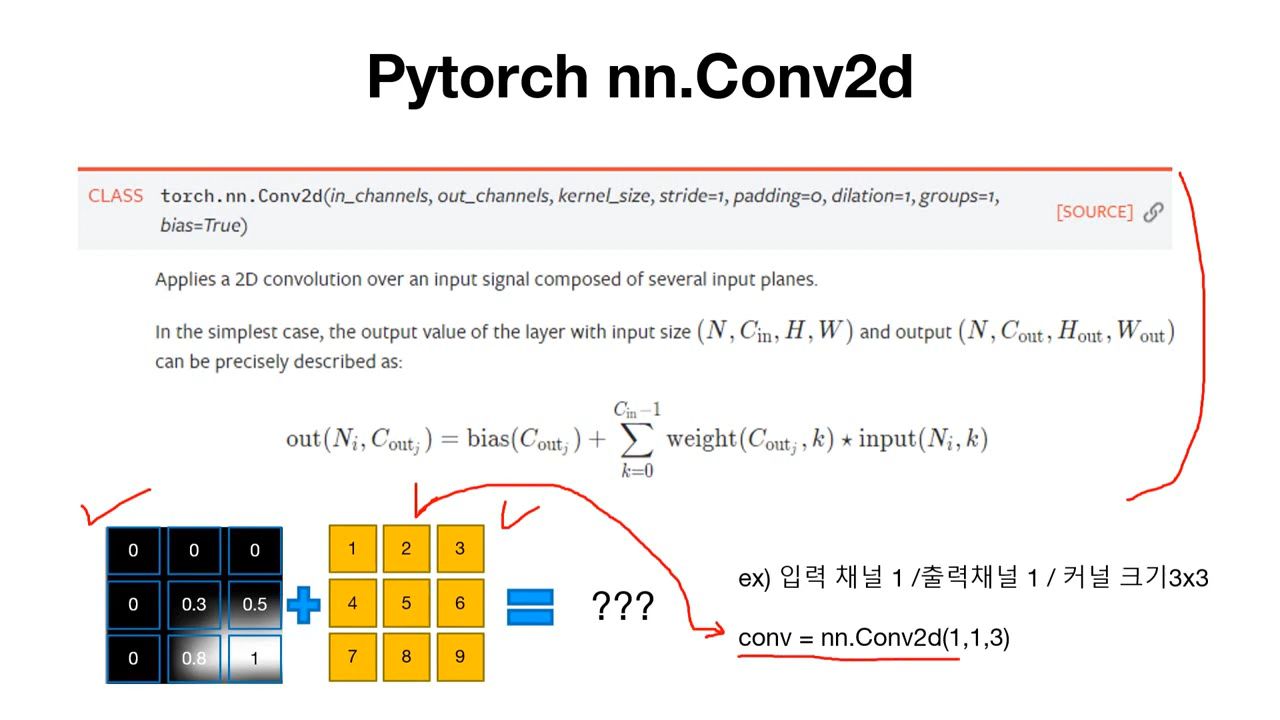 Pytorch nn.Conv2d
CLASS torch.nn.Conv2d(in_channels, out_channels, kernel_size, stride=1, padding=0, dilation=1, groups=1,
bias=True)
[SOURCE]
Applies a 2D convolution over an input signal composed of several input planes.
In the simplest case, the output value of the layer with input size (N, C_in, H, W) and output (N, C_out, H_out, W_out)
can be precisely described as:
out(N_i, C_out_j) = bias(C_out_j) + ∑_{k=0}^{C_in−1} weight(C_out_j, k) ⋆ input(N_i, k)
0 0 0
0 0.3 0.5
0 0.8 1
1 2 3
4 5 6
7 8 9
???
ex) 입력 채널 1 /출력채널 1 / 커널 크기3x3
conv = nn.Conv2d(1,1,3)